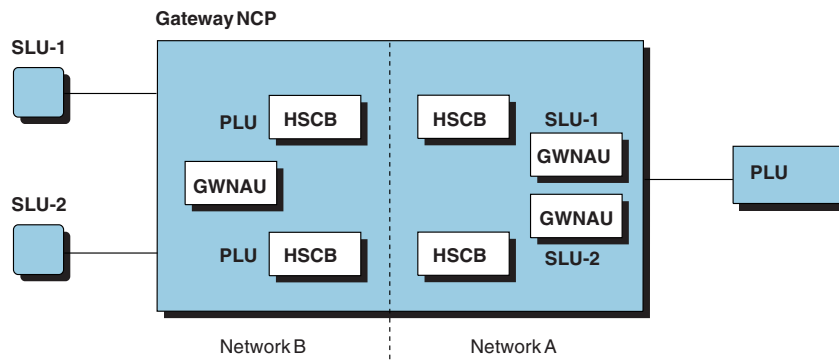 Gateway NCP
SLU-1
PLU
HSCB
HSCB
SLU-1
GWNAU
GWNAU
PLU
SLU-2
GWNAU
PLU
HSCB
HSCB
SLU-2
Network B
Network A